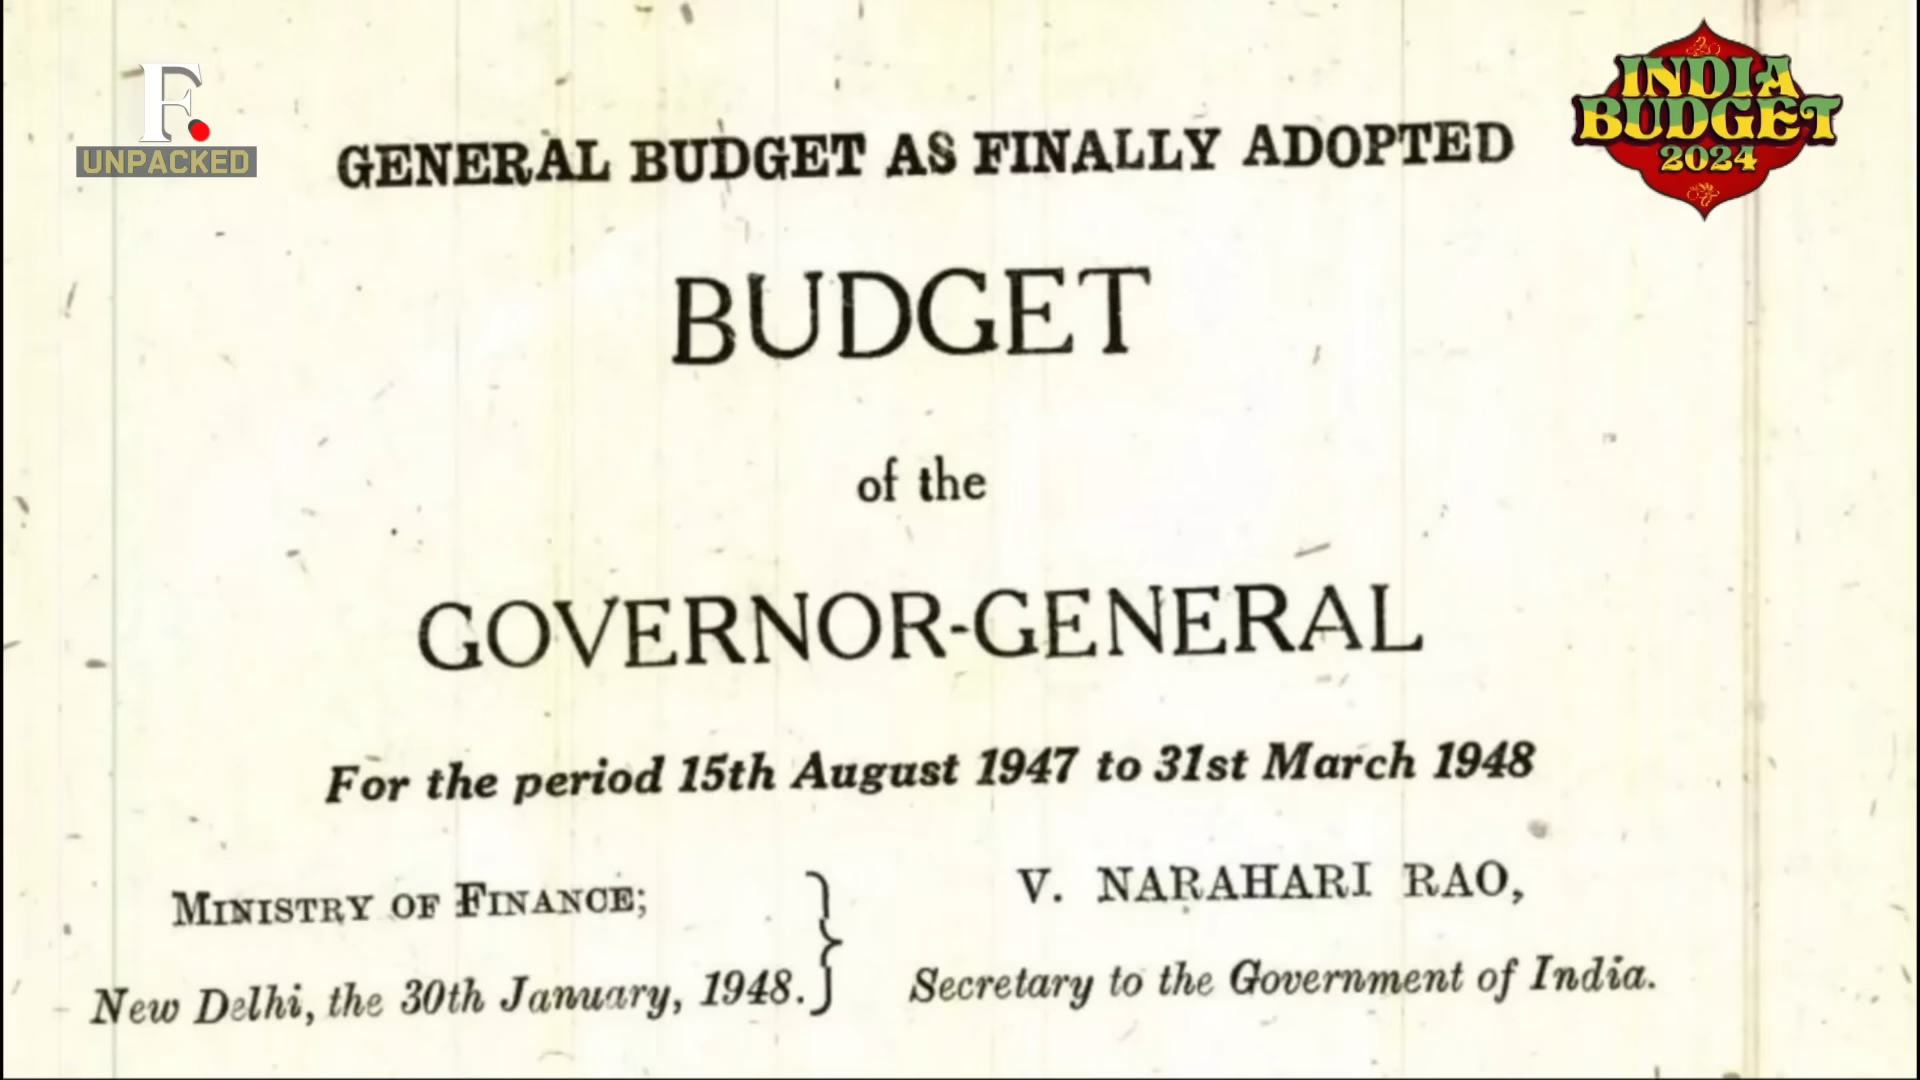 F.
UNPACKED
INDIA
BUDGET
2024
GENERAL BUDGET AS FINALLY ADOPTED
BUDGET
of the
GOVERNOR-GENERAL
For the period 15th August 1947 to 31st March 1948
MINISTRY OF FINANCE;
New Delhi, the 30th January, 1948.
V. NARAHARI RAO,
Secretary to the Government of India.